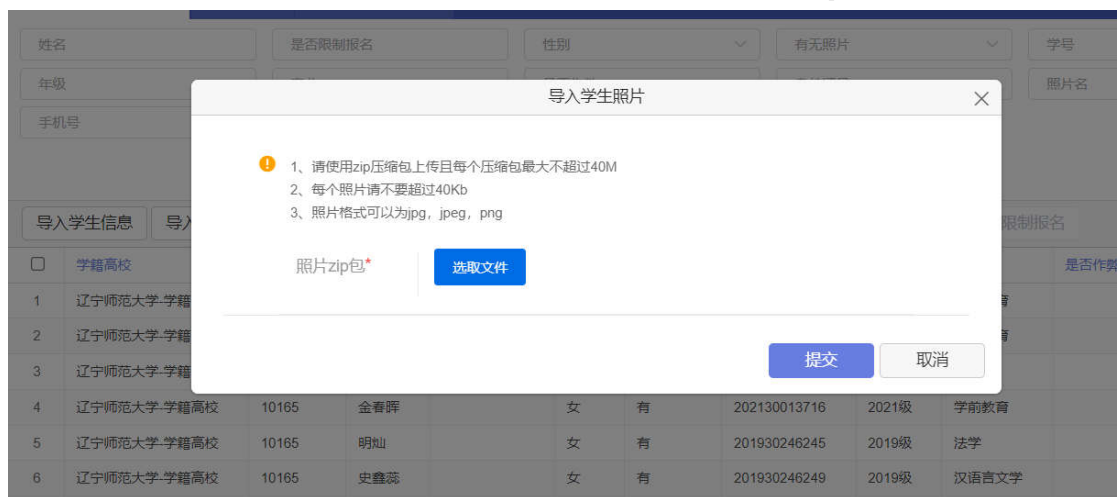 姓名 是否限制报名 性别 有无照片 学号
年级 照片名
导入学生照片
手机号
1、请使用zip压缩包上传且每个压缩包最大不超过40M
2、每个照片请不要超过40Kb
3、照片格式可以为jpg，jpeg，png
导入学生信息 导入 限制报名
照片zip包* 选取文件
学籍高校 是否作弊
1 辽宁师范大学-学籍 育
2 辽宁师范大学-学籍 育
3 辽宁师范大学-学籍
提交 取消
4 辽宁师范大学-学籍高校 10165 金春晖 女 有 202130013716 2021级 学前教育
5 辽宁师范大学-学籍高校 10165 明灿 女 有 201930246245 2019级 法学
6 辽宁师范大学-学籍高校 10165 史鑫蕊 女 有 201930246249 2019级 汉语言文学